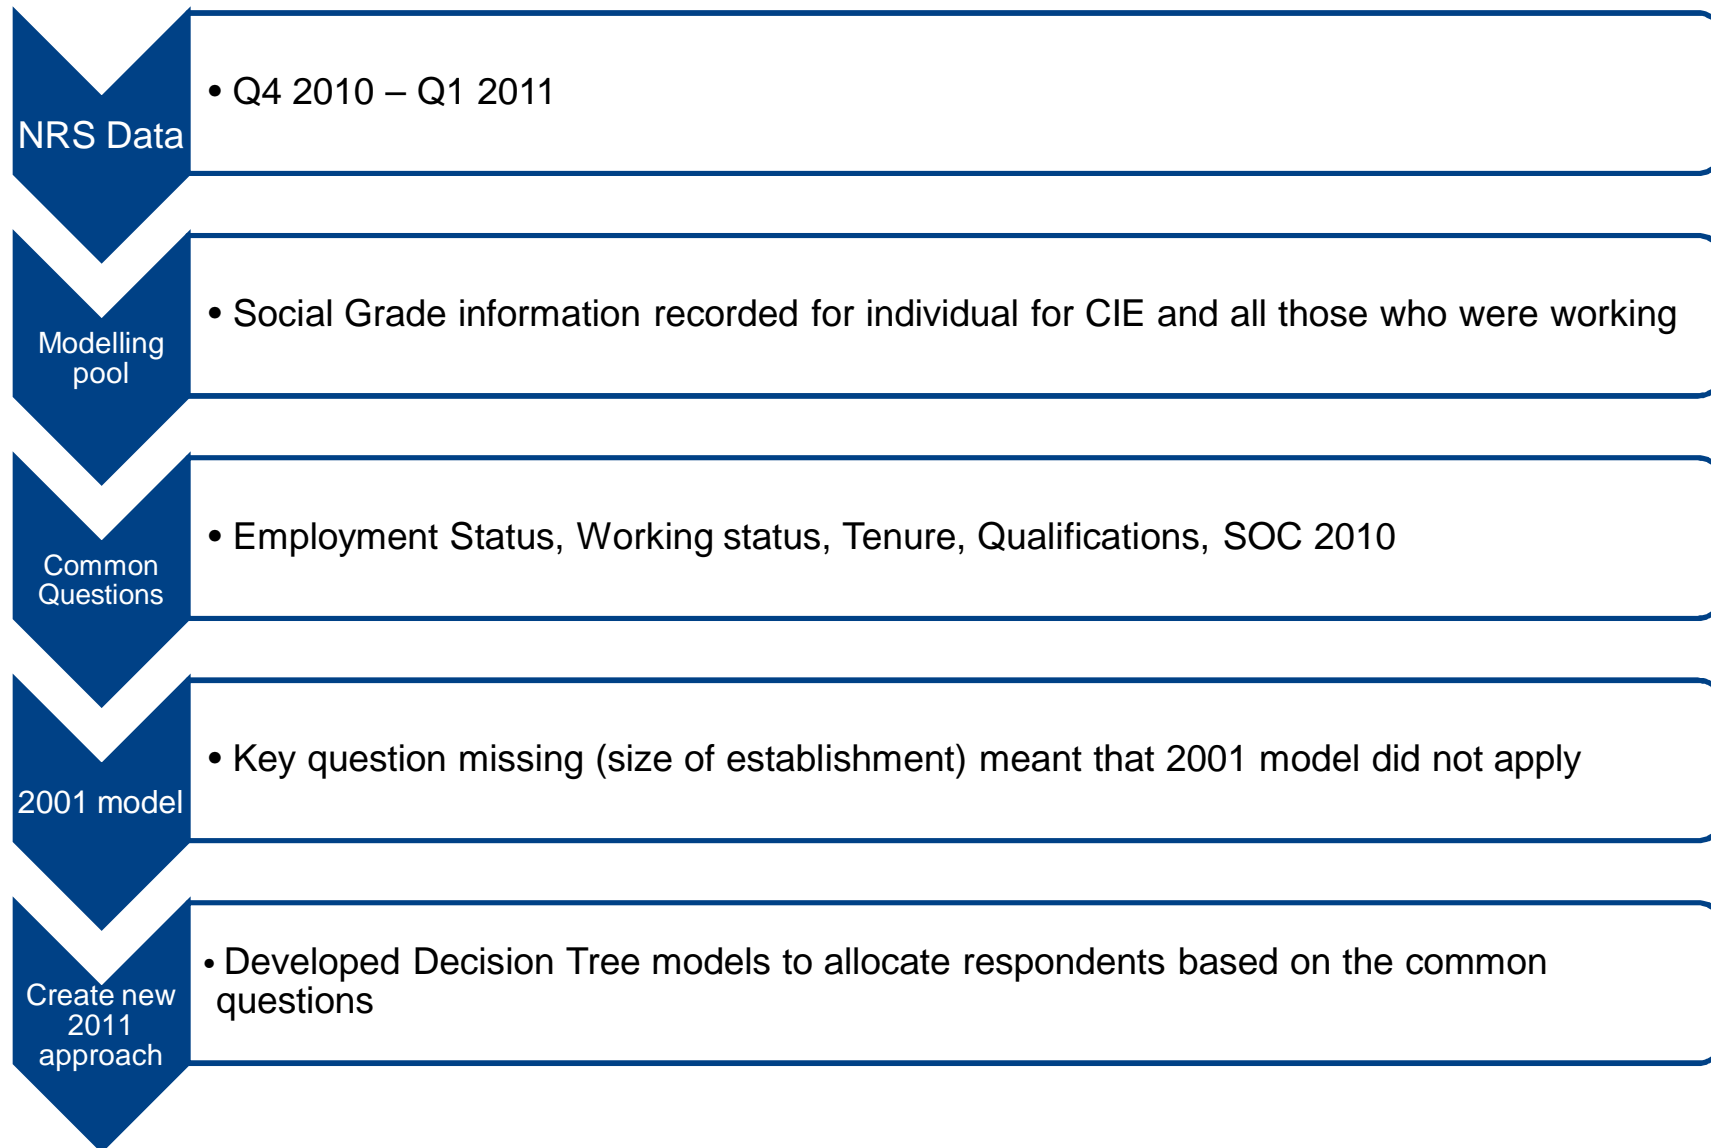 NRS Data
• Q4 2010 – Q1 2011
Modelling
pool
• Social Grade information recorded for individual for CIE and all those who were working
Common
Questions
• Employment Status, Working status, Tenure, Qualifications, SOC 2010
2001 model
• Key question missing (size of establishment) meant that 2001 model did not apply
Create new
2011
approach
• Developed Decision Tree models to allocate respondents based on the common
questions